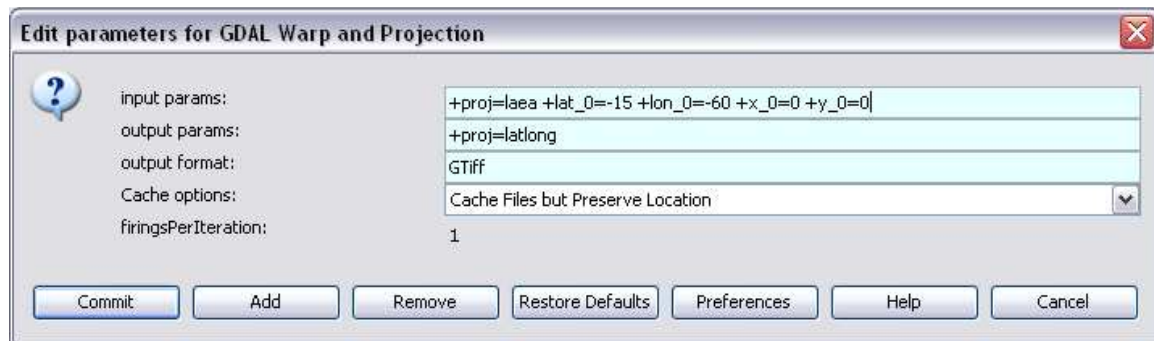 Edit parameters for GDAL Warp and Projection
input params: +proj=laea +lat_0=-15 +lon_0=-60 +x_0=0 +y_0=0
output params: +proj=latlong
output format: GTiff
Cache options: Cache Files but Preserve Location
firingsPerIteration: 1
Commit Add Remove Restore Defaults Preferences Help Cancel